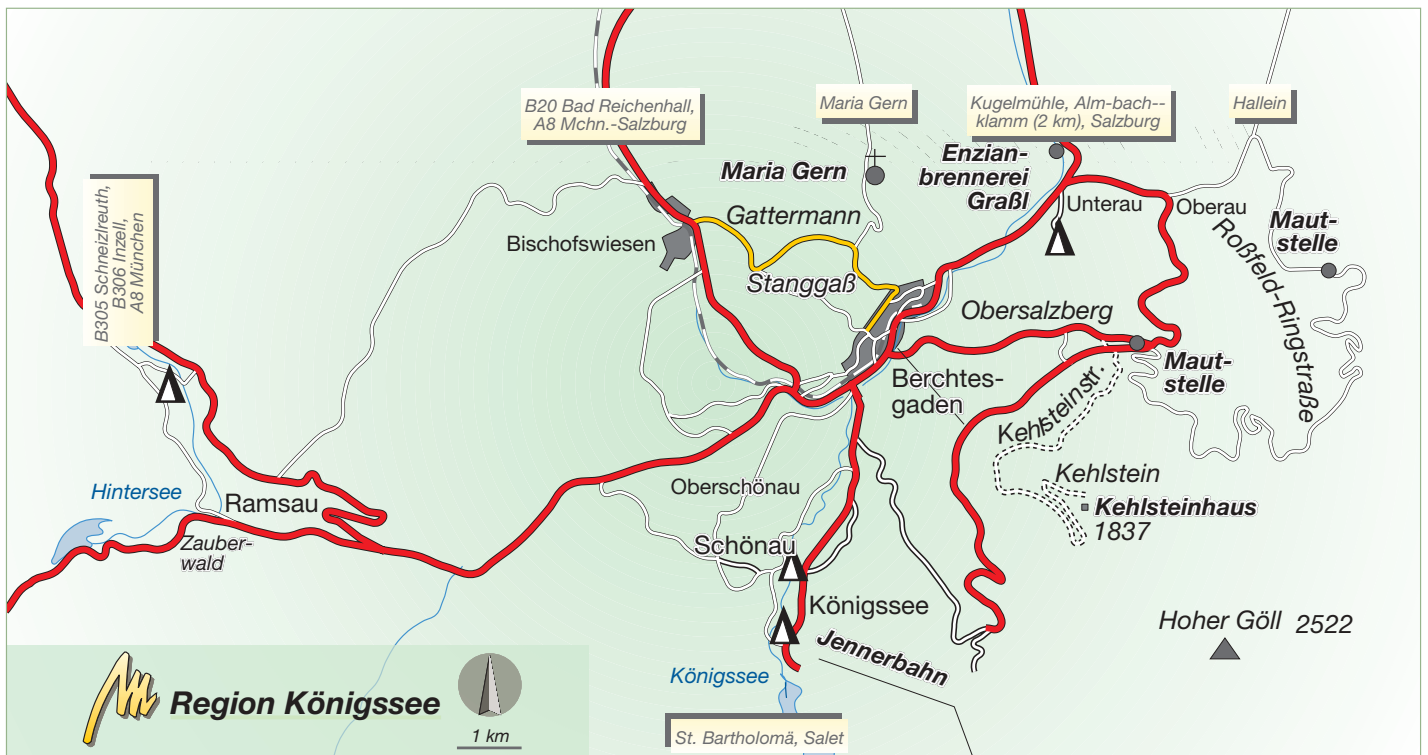 B20 Bad Reichenhall,
A8 Mchn.-Salzburg
Maria Gern
Kugelmühle, Alm-bach--
klamm (2 km), Salzburg
Hallein
Maria Gern
Enzian-
brennerei
Graßl
Gattermann
Unterau
Oberau
Maut-
stelle
Bischofswiesen
Stanggaß
Roßfeld-Ringstraße
B305 Schneizlreuth,
B306 Inzell,
A8 München
Obersalzberg
Maut-
stelle
Berchtes-
gaden
Kehlsteinstr.
Kehlstein
Kehlsteinhaus
1837
Hintersee
Ramsau
Oberschönau
Zauber-
wald
Schönau
Königssee
Jennerbahn
Hoher Göll 2522
Königssee
Region Königssee
1 km
St. Bartholomä, Salet